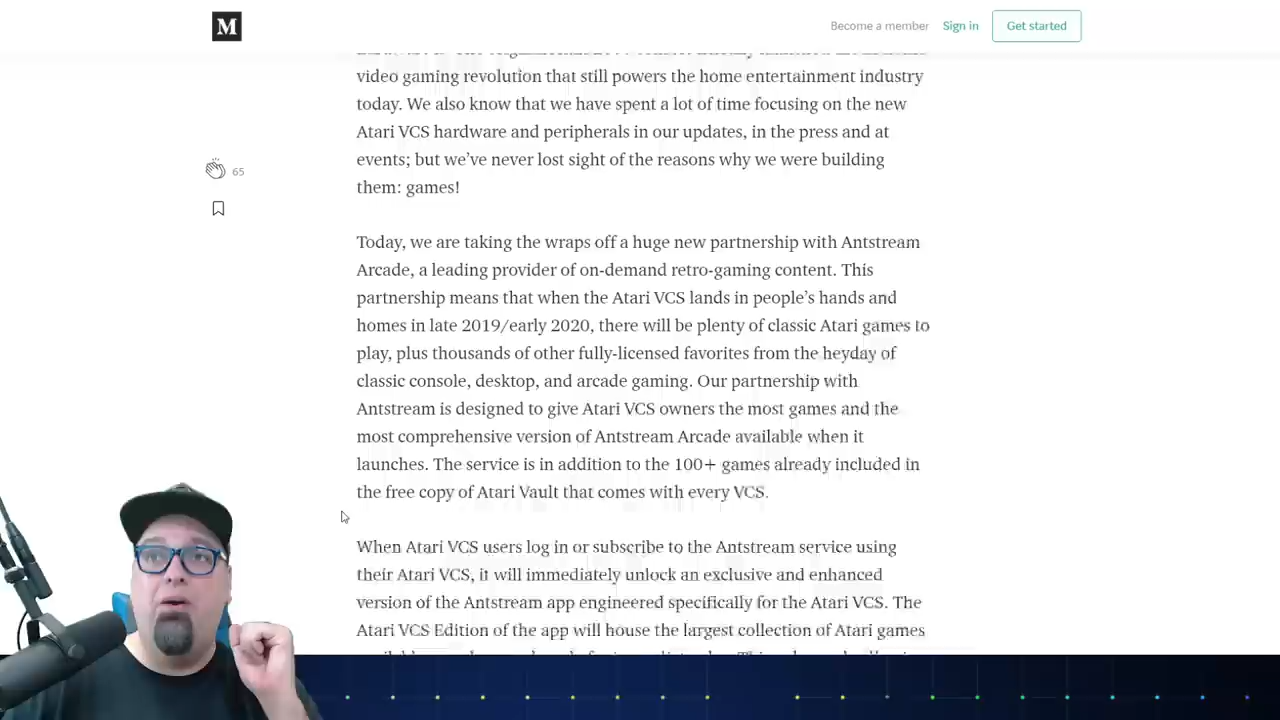 M
Become a member
Sign in
Get started
video gaming revolution that still powers the home entertainment industry
today. We also know that we have spent a lot of time focusing on the new
Atari VCS hardware and peripherals in our updates, in the press and at
events; but we’ve never lost sight of the reasons why we were building
them: games!
65
Today, we are taking the wraps off a huge new partnership with Antstream
Arcade, a leading provider of on-demand retro-gaming content. This
partnership means that when the Atari VCS lands in people’s hands and
homes in late 2019/early 2020, there will be plenty of classic Atari games to
play, plus thousands of other fully-licensed favorites from the heyday of
classic console, desktop, and arcade gaming. Our partnership with
Antstream is designed to give Atari VCS owners the most games and the
most comprehensive version of Antstream Arcade available when it
launches. The service is in addition to the 100+ games already included in
the free copy of Atari Vault that comes with every VCS.
When Atari VCS users log in or subscribe to the Antstream service using
their Atari VCS, it will immediately unlock an exclusive and enhanced
version of the Antstream app engineered specifically for the Atari VCS. The
Atari VCS Edition of the app will house the largest collection of Atari games